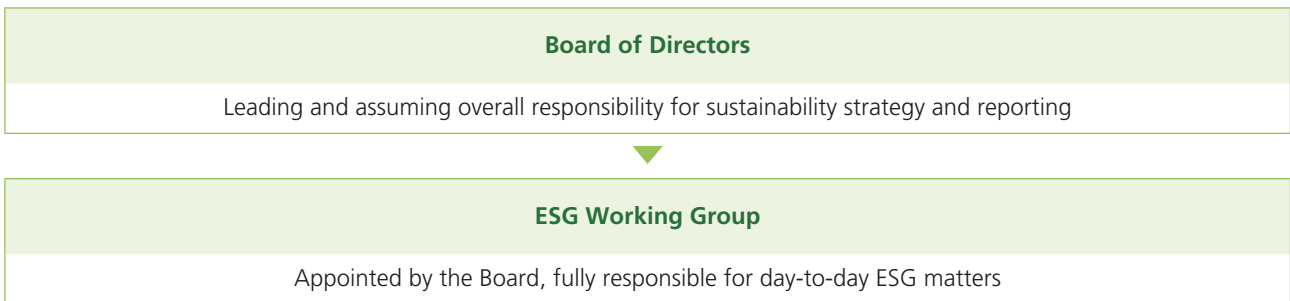 Board of Directors
Leading and assuming overall responsibility for sustainability strategy and reporting
ESG Working Group
Appointed by the Board, fully responsible for day-to-day ESG matters